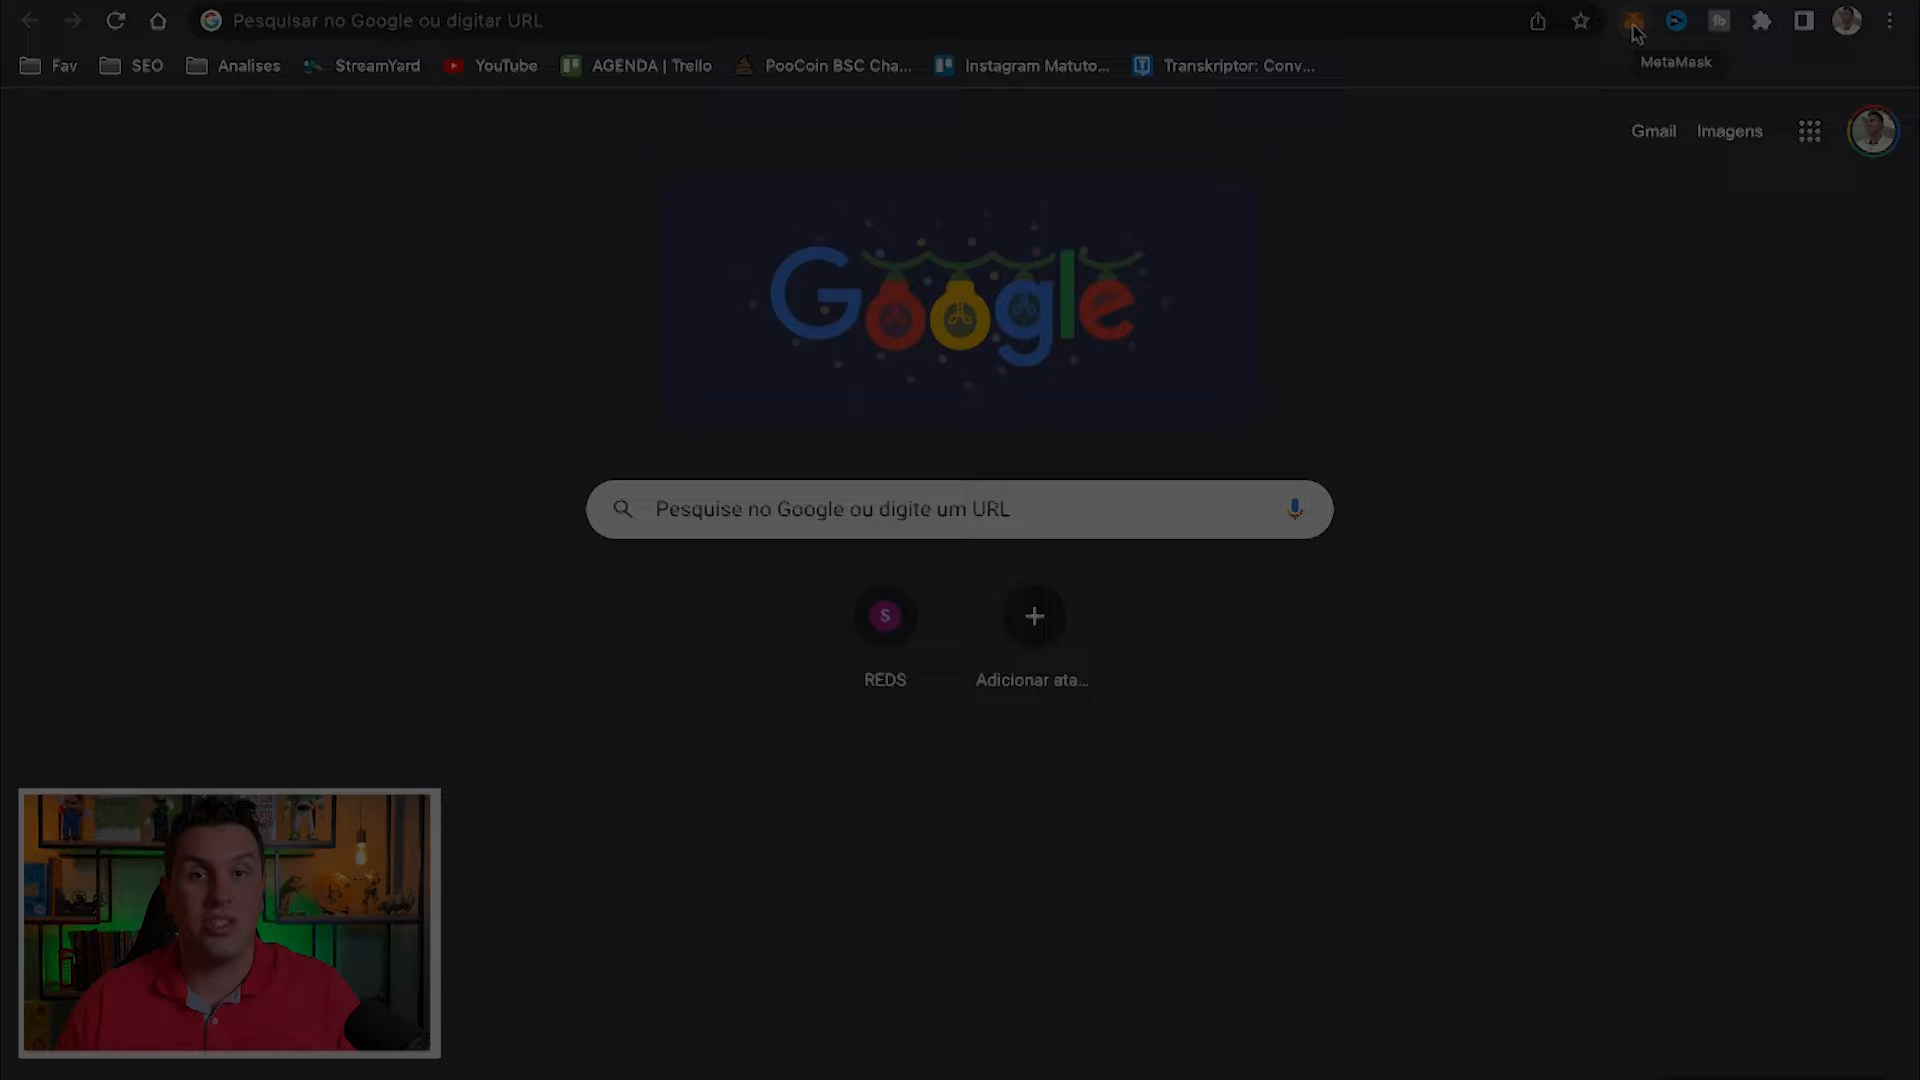 Pesquisar no Google ou digitar URL
Fav
SEO
Analises
StreamYard
YouTube
AGENDA | Trello
PooCoin BSC Cha...
Instagram Matuto...
Transkriptor: Conv...
MetaMask
Gmail
Imagens
Google
Pesquise no Google ou digite um URL
S
REDS
Adicionar ata...